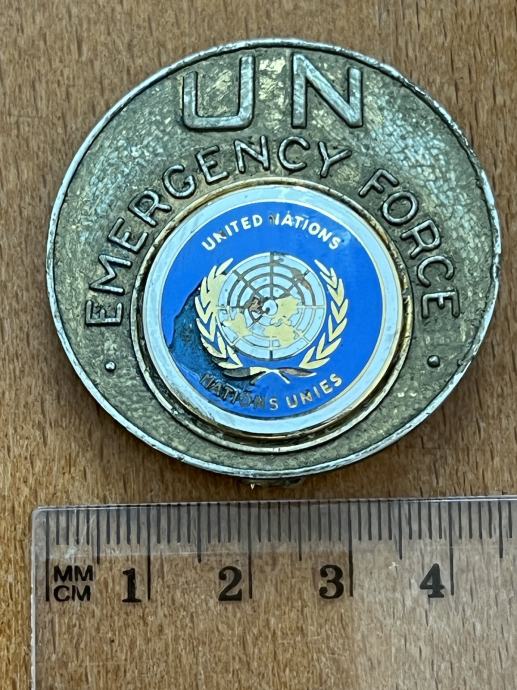 UN
· EMERGENCY FORCE ·
UNITED NATIONS
NATIONS UNIES
MM
CM
1 2 3 4